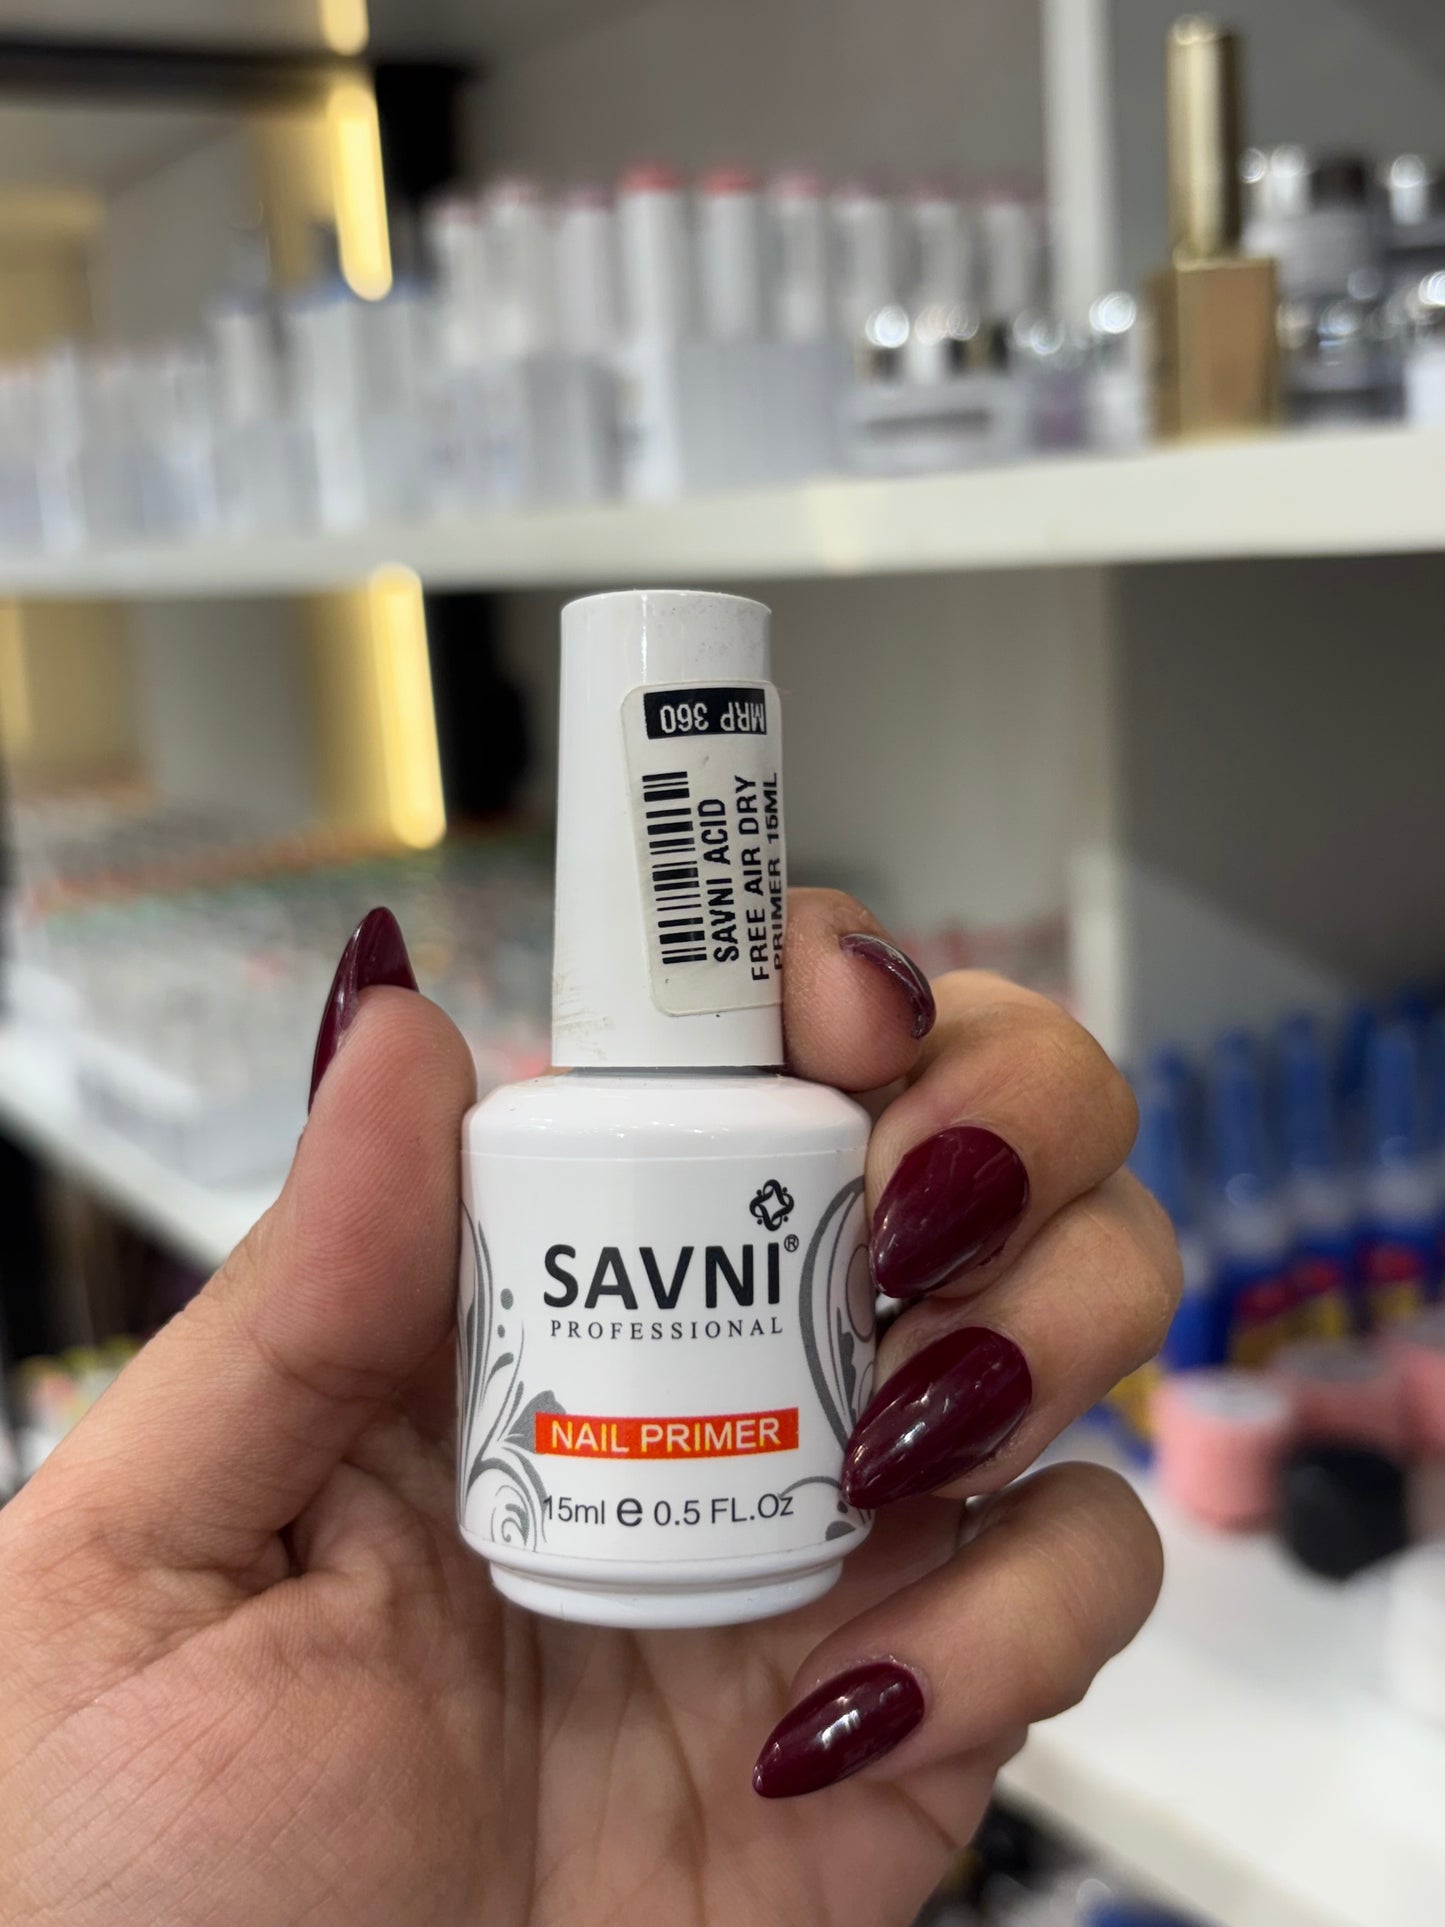 MRP 360
SAVNI ACID
FREE AIR DRY
PRIMER 15ML
SAVNI®
PROFESSIONAL
NAIL PRIMER
15ml e 0.5 FL.Oz